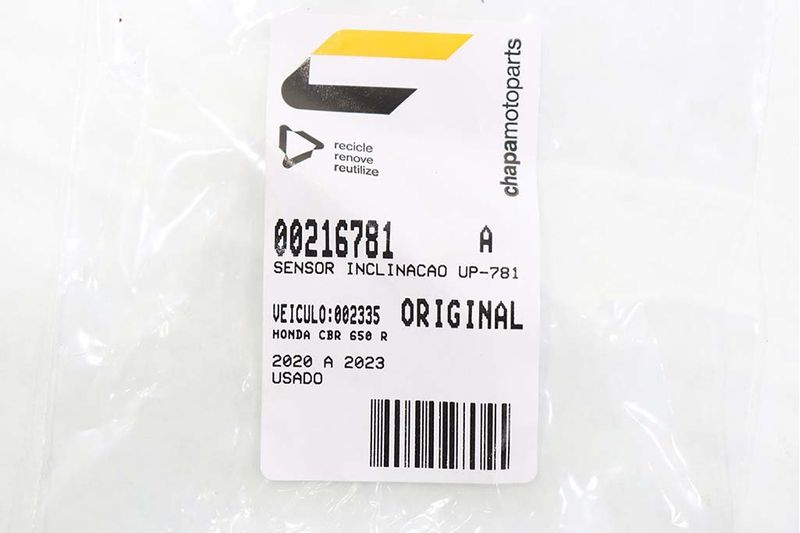 chapamotoparts
recicle
renove
reutilize
00216781 A
SENSOR INCLINACAO UP-781
VEICULO:002335 ORIGINAL
HONDA CBR 650 R
2020 A 2023
USADO